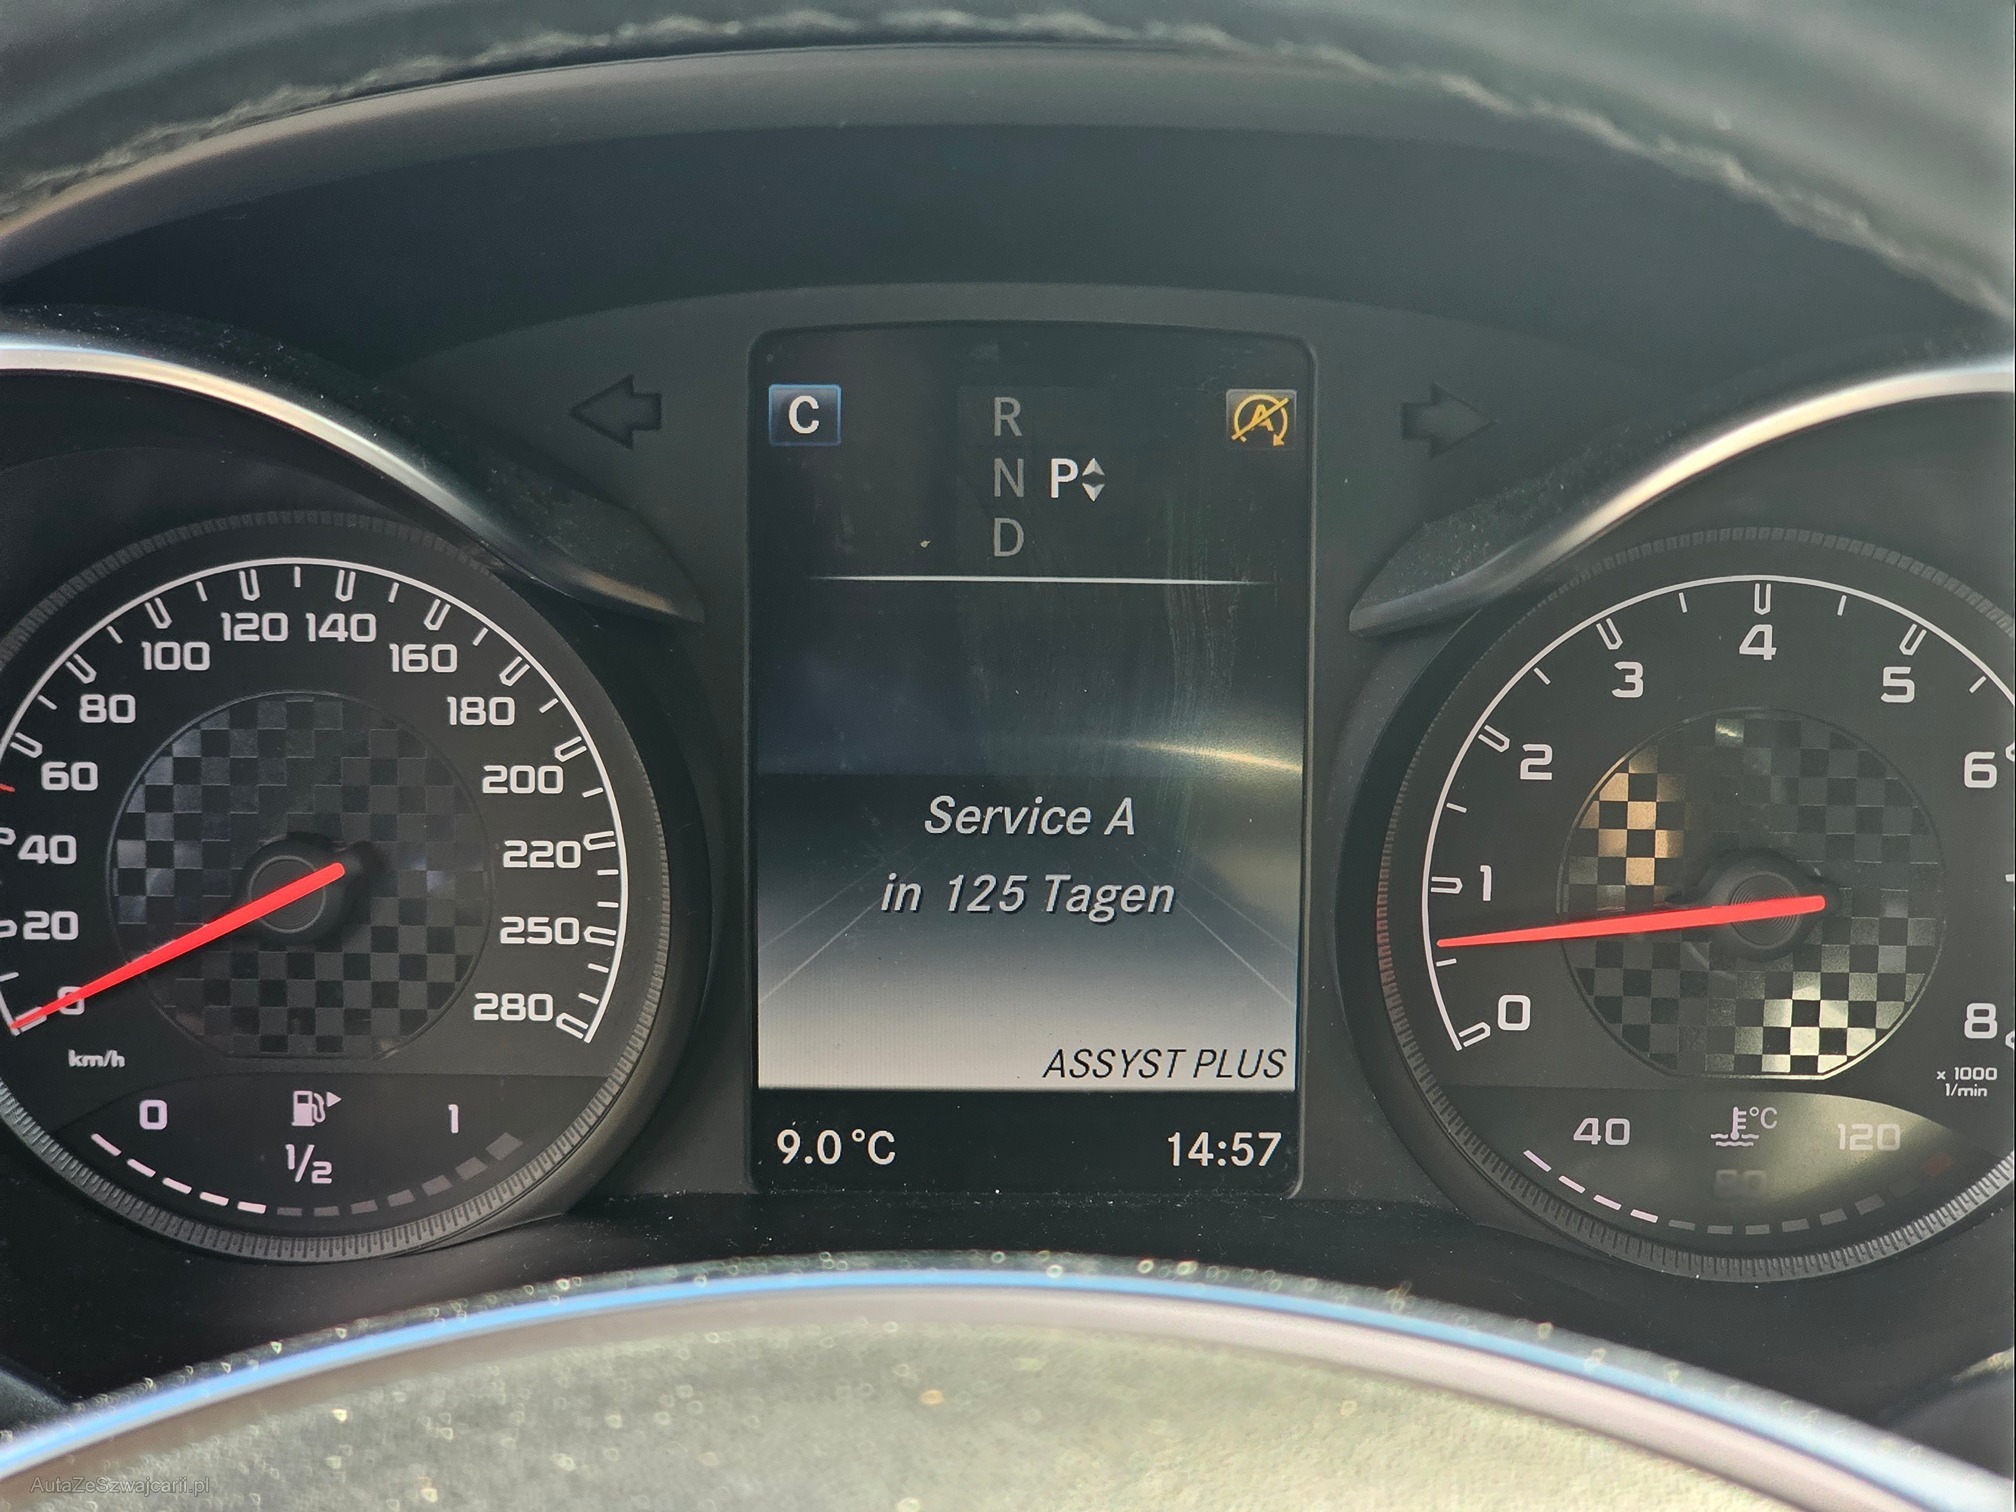 C
R
N P
D
Service A
in 125 Tagen
ASSYST PLUS
9.0 °C 14:57
0
20
40
60
80
100
120
140
160
180
200
220
250
280
km/h
0 1/2 1
0
1
2
3
4
5
6
8
x 1000
1/min
40 °C 120
AutaZeSzwajcarii.pl